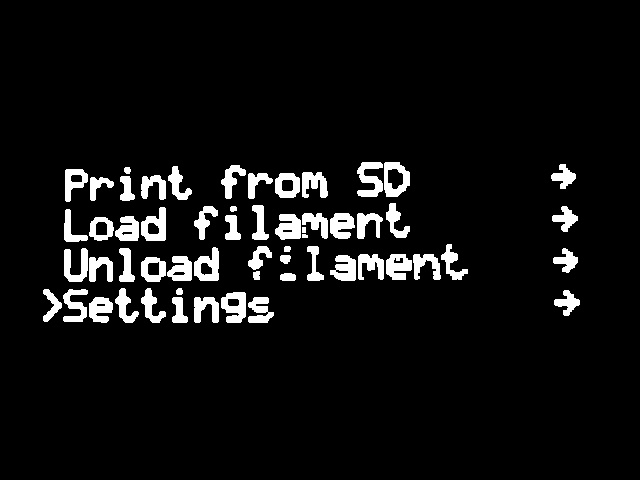 Print from SD →
Load filament →
Unload filament →
>Settings →